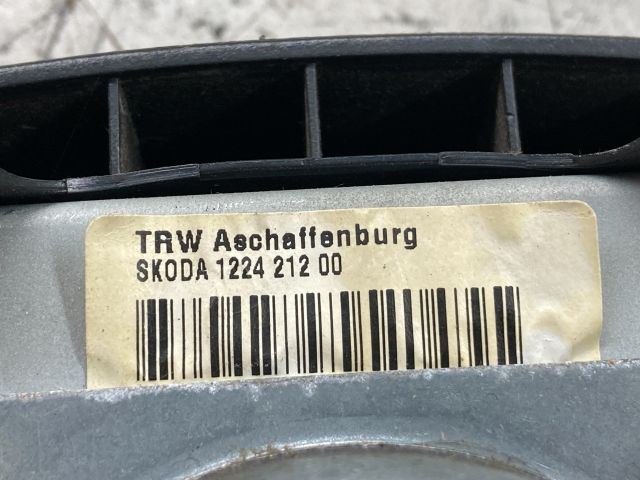 TRW Aschaffenburg
SKODA 1224 212 00